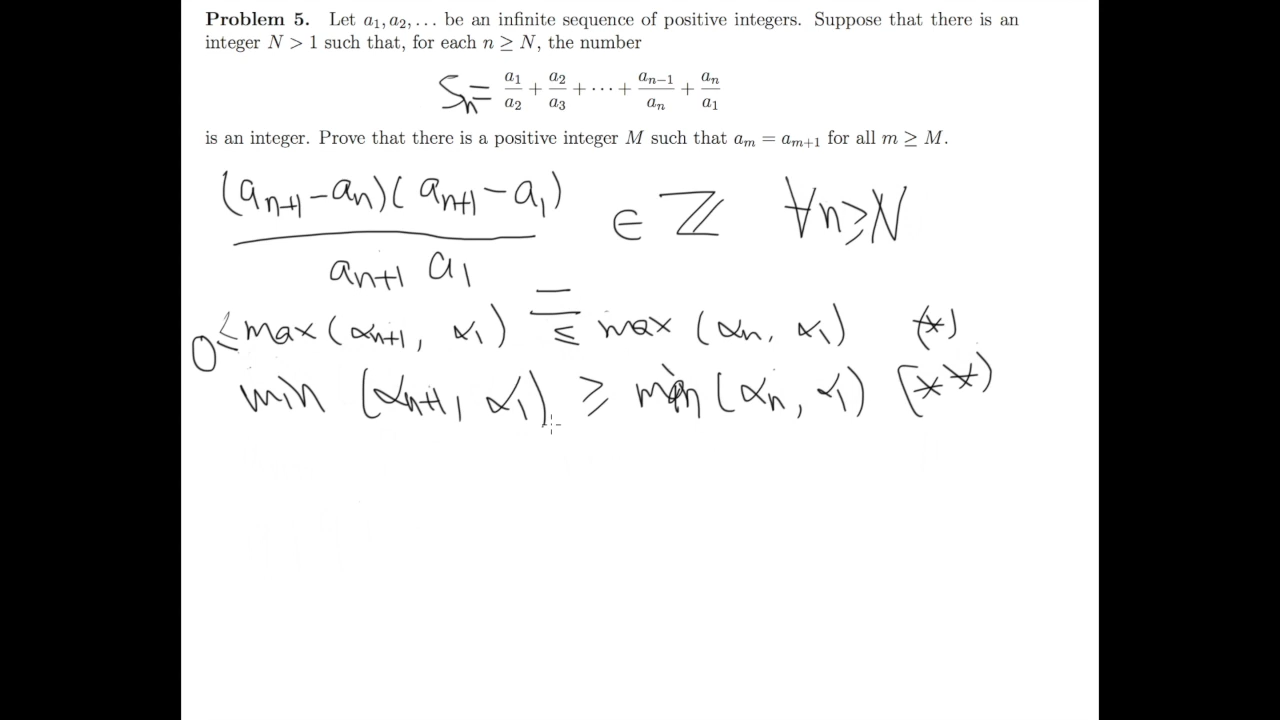 Problem 5. Let a₁, a₂, … be an infinite sequence of positive integers. Suppose that there is an
integer N > 1 such that, for each n ≥ N, the number
Sₙ = a₁/a₂ + a₂/a₃ + ⋯ + aₙ₋₁/aₙ + aₙ/a₁
is an integer. Prove that there is a positive integer M such that aₘ = aₘ₊₁ for all m ≥ M.
(aₙ₊₁ − aₙ)(aₙ₊₁ − a₁) / aₙ₊₁ a₁ ∈ ℤ ∀n ≥ N
0 ≤ max(αₙ₊₁, α₁) ≤ max(αₙ, α₁) (*)
min(αₙ₊₁, α₁) ≥ min(αₙ, α₁) (**)